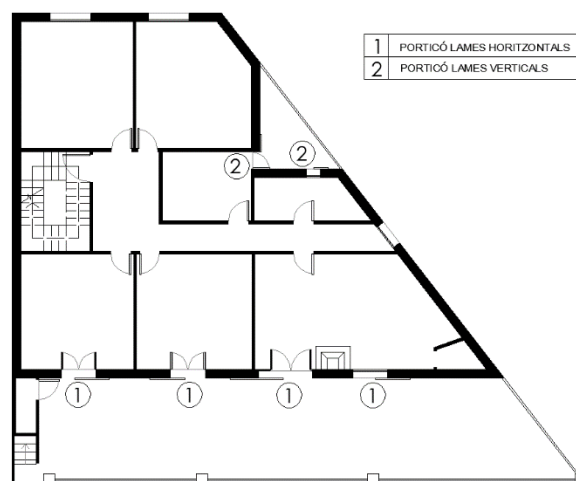 1 PORTICÓ LAMES HORITZONTALS
2 PORTICÓ LAMES VERTICALS
2 2
1 1 1 1